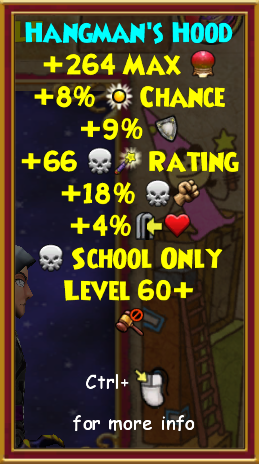 HANGMAN'S HOOD
+264 MAX
+8% CHANCE
+9%
+66 RATING
+18%
+4%
SCHOOL ONLY
LEVEL 60+
Ctrl+
for more info